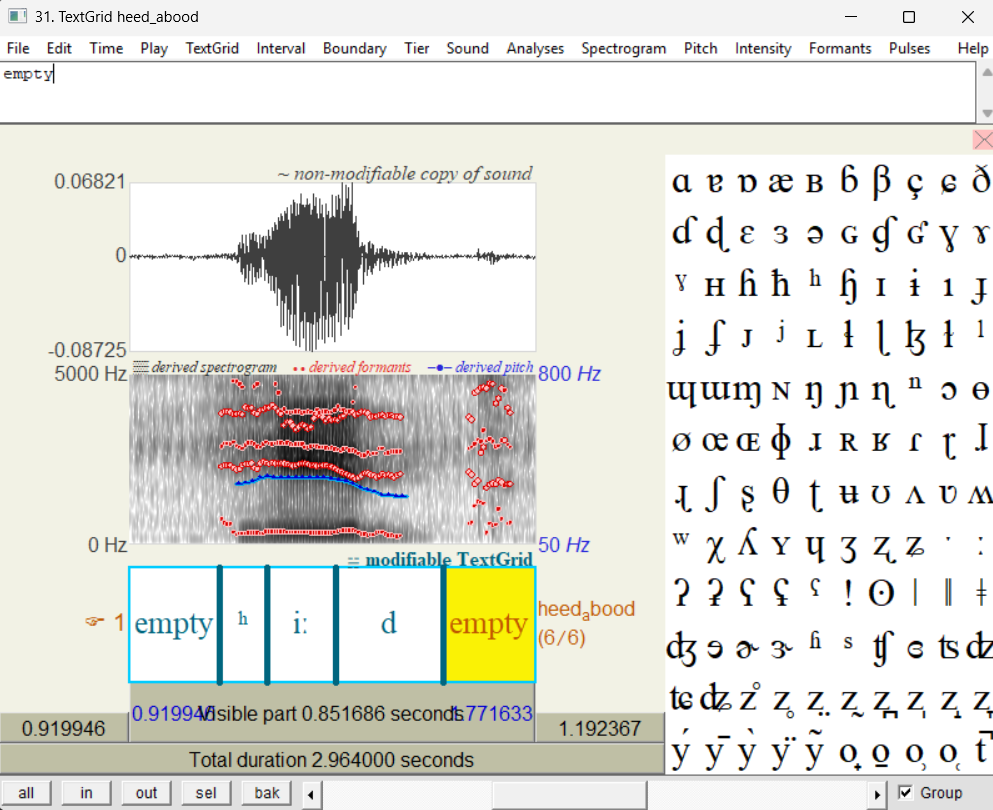 31. TextGrid heed_abood
File Edit Time Play TextGrid Interval Boundary Tier Sound Analyses Spectrogram Pitch Intensity Formants Pulses Help
empty
~ non-modifiable copy of sound
0.06821
0
-0.08725
derived spectrogram derived formants derived pitch
5000 Hz 800 Hz
0 Hz 50 Hz
modifiable TextGrid
☞ 1 empty ʰ iː d empty
heed_abood
(6/6)
0.919946 Visible part 0.851686 seconds 1.771633
0.919946 1.192367
Total duration 2.964000 seconds
all in out sel bak Group
ɑ ɐ ɒ æ ʙ ɓ β ç ɕ ð
ɗ ɖ ɛ ɜ ə ɢ ʠ ɠ ɣ ɤ
ˠ ʜ ɦ ħ ʰ ɧ ɪ ɨ ı ɟ
ʝ ʄ ᴊ ʲ ʟ ɫ ɭ ɮ ɬ ˡ
ɰ ɯ ɱ ɴ ŋ ɲ ɳ ⁿ ɔ ɵ
ø œ ɶ ɸ ɹ ʀ ʁ ɾ ɽ ɺ
ɻ ʃ ʂ θ ʈ ʉ ʊ ʌ ʋ ʍ
ʷ χ ʎ ʏ ɥ ʒ ʐ ʑ ˑ ː
ʔ ʡ ʕ ʢ ˤ ! ʘ ǀ ǁ ǂ